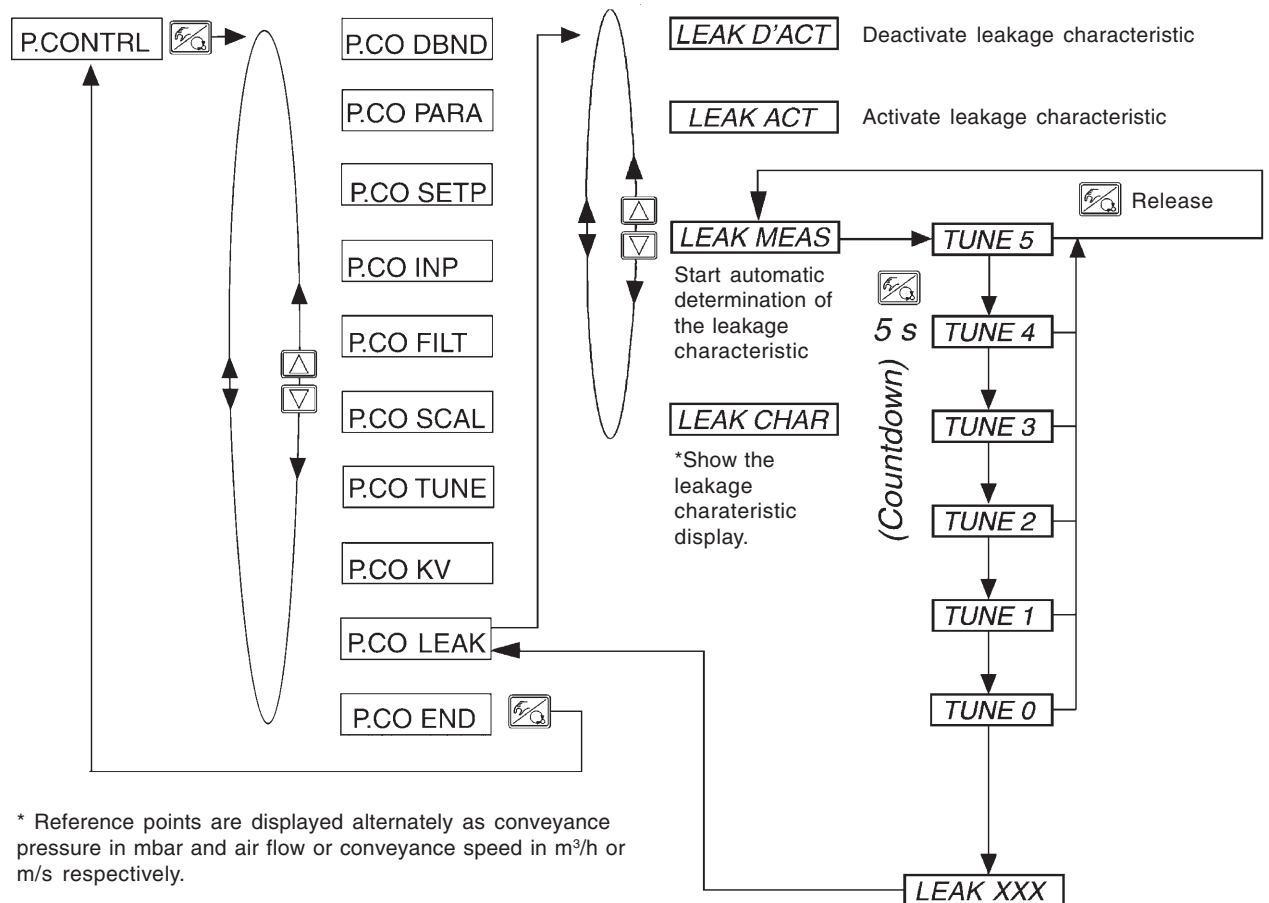 P.CONTRL
P.CO DBND
P.CO PARA
P.CO SETP
P.CO INP
P.CO FILT
P.CO SCAL
P.CO TUNE
P.CO KV
P.CO LEAK
P.CO END
LEAK D'ACT
Deactivate leakage characteristic
LEAK ACT
Activate leakage characteristic
LEAK MEAS
Start automatic
determination of
the leakage
characteristic
LEAK CHAR
*Show the
leakage
charateristic
display.
Release
5 s
(Countdown)
TUNE 5
TUNE 4
TUNE 3
TUNE 2
TUNE 1
TUNE 0
LEAK XXX
* Reference points are displayed alternately as conveyance
pressure in mbar and air flow or conveyance speed in m³/h or
m/s respectively.